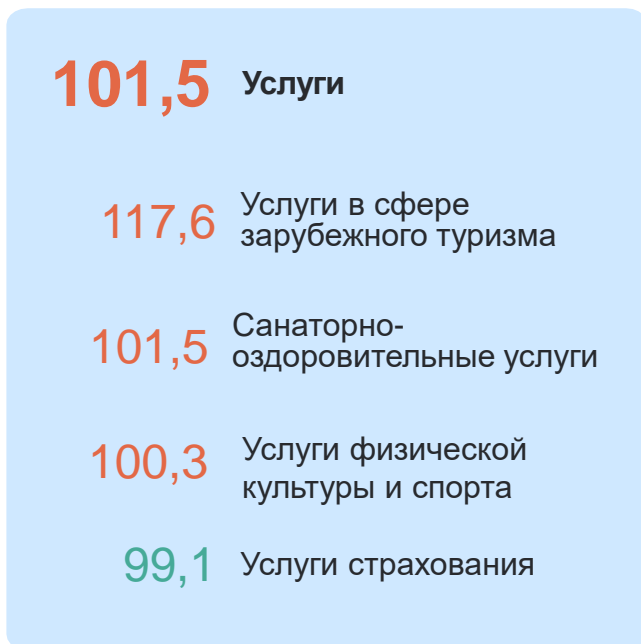 101,5 Услуги
117,6 Услуги в сфере
зарубежного туризма
101,5 Санаторно-
оздоровительные услуги
100,3 Услуги физической
культуры и спорта
99,1 Услуги страхования